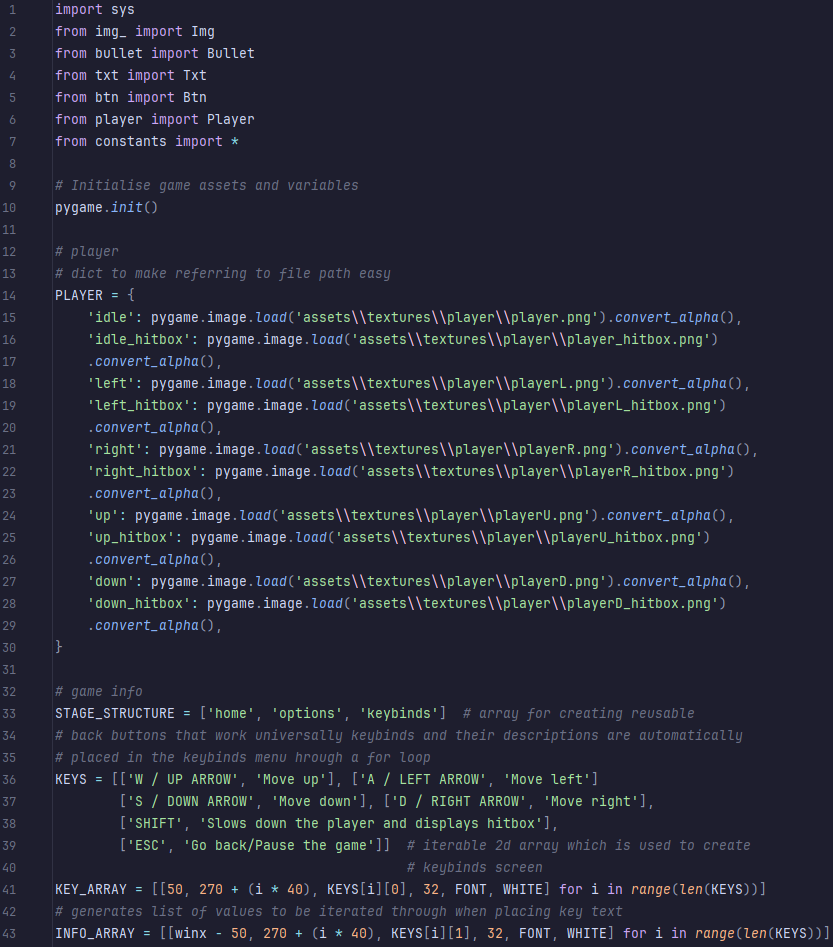 1 import sys
2 from img_ import Img
3 from bullet import Bullet
4 from txt import Txt
5 from btn import Btn
6 from player import Player
7 from constants import *
8
9 # Initialise game assets and variables
10 pygame.init()
11
12 # player
13 # dict to make referring to file path easy
14 PLAYER = {
15     'idle': pygame.image.load('assets\\textures\\player\\player.png').convert_alpha(),
16     'idle_hitbox': pygame.image.load('assets\\textures\\player\\player_hitbox.png')
17     .convert_alpha(),
18     'left': pygame.image.load('assets\\textures\\player\\playerL.png').convert_alpha(),
19     'left_hitbox': pygame.image.load('assets\\textures\\player\\playerL_hitbox.png')
20     .convert_alpha(),
21     'right': pygame.image.load('assets\\textures\\player\\playerR.png').convert_alpha(),
22     'right_hitbox': pygame.image.load('assets\\textures\\player\\playerR_hitbox.png')
23     .convert_alpha(),
24     'up': pygame.image.load('assets\\textures\\player\\playerU.png').convert_alpha(),
25     'up_hitbox': pygame.image.load('assets\\textures\\player\\playerU_hitbox.png')
26     .convert_alpha(),
27     'down': pygame.image.load('assets\\textures\\player\\playerD.png').convert_alpha(),
28     'down_hitbox': pygame.image.load('assets\\textures\\player\\playerD_hitbox.png')
29     .convert_alpha(),
30 }
31
32 # game info
33 STAGE_STRUCTURE = ['home', 'options', 'keybinds']  # array for creating reusable
34 # back buttons that work universally keybinds and their descriptions are automatically
35 # placed in the keybinds menu hrough a for loop
36 KEYS = [['W / UP ARROW', 'Move up'], ['A / LEFT ARROW', 'Move left']
37         ['S / DOWN ARROW', 'Move down'], ['D / RIGHT ARROW', 'Move right'],
38         ['SHIFT', 'Slows down the player and displays hitbox'],
39         ['ESC', 'Go back/Pause the game']]  # iterable 2d array which is used to create
40                                             # keybinds screen
41 KEY_ARRAY = [[50, 270 + (i * 40), KEYS[i][0], 32, FONT, WHITE] for i in range(len(KEYS))]
42 # generates list of values to be iterated through when placing key text
43 INFO_ARRAY = [[winx - 50, 270 + (i * 40), KEYS[i][1], 32, FONT, WHITE] for i in range(len(KEYS))]